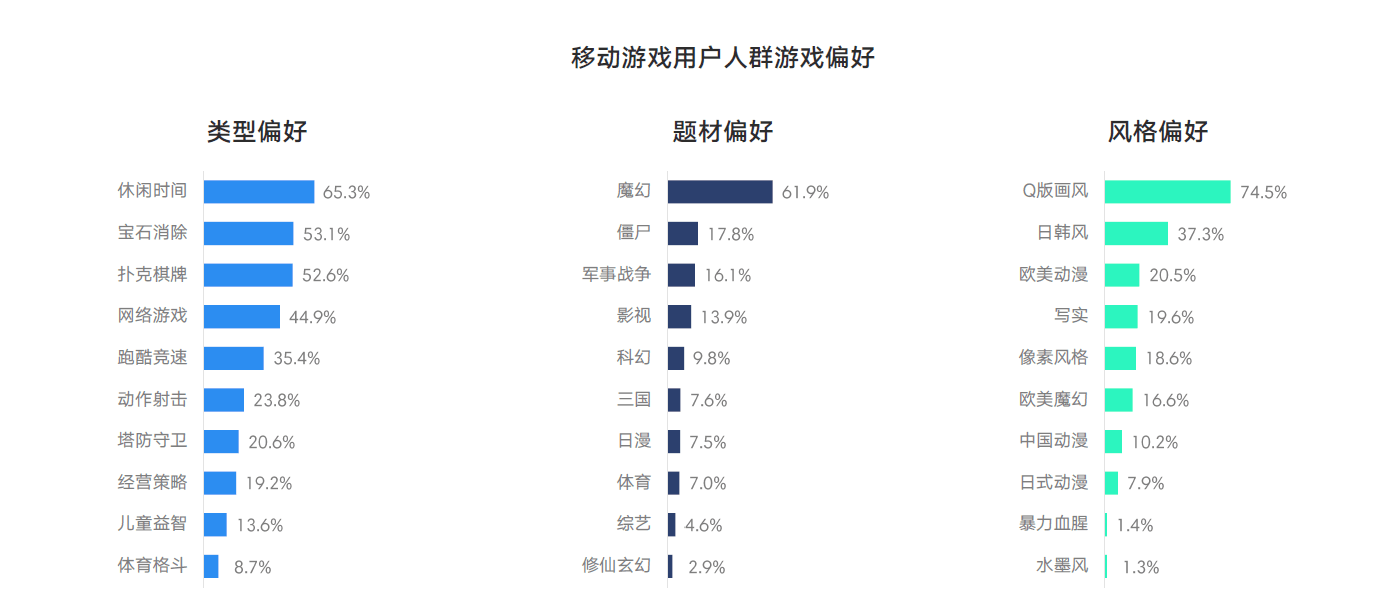 移动游戏用户人群游戏偏好
类型偏好
休闲时间 65.3%
宝石消除 53.1%
扑克棋牌 52.6%
网络游戏 44.9%
跑酷竞速 35.4%
动作射击 23.8%
塔防守卫 20.6%
经营策略 19.2%
儿童益智 13.6%
体育格斗 8.7%
题材偏好
魔幻 61.9%
僵尸 17.8%
军事战争 16.1%
影视 13.9%
科幻 9.8%
三国 7.6%
日漫 7.5%
体育 7.0%
综艺 4.6%
修仙玄幻 2.9%
风格偏好
Q版画风 74.5%
日韩风 37.3%
欧美动漫 20.5%
写实 19.6%
像素风格 18.6%
欧美魔幻 16.6%
中国动漫 10.2%
日式动漫 7.9%
暴力血腥 1.4%
水墨风 1.3%